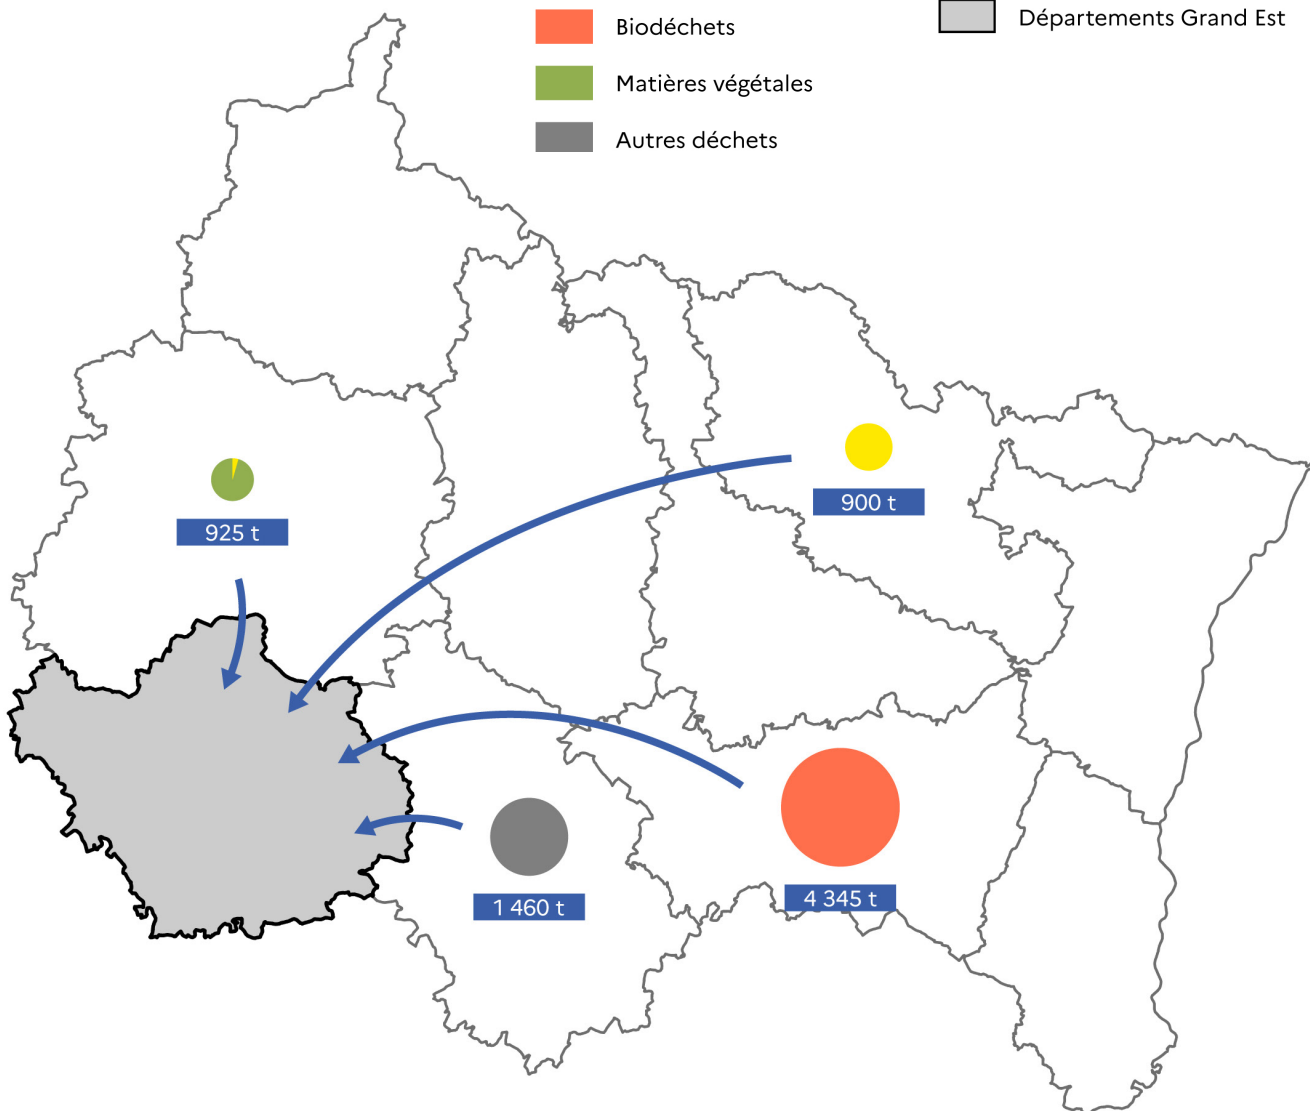 Biodéchets
Matières végétales
Autres déchets
Départements Grand Est
925 t
900 t
1 460 t
4 345 t